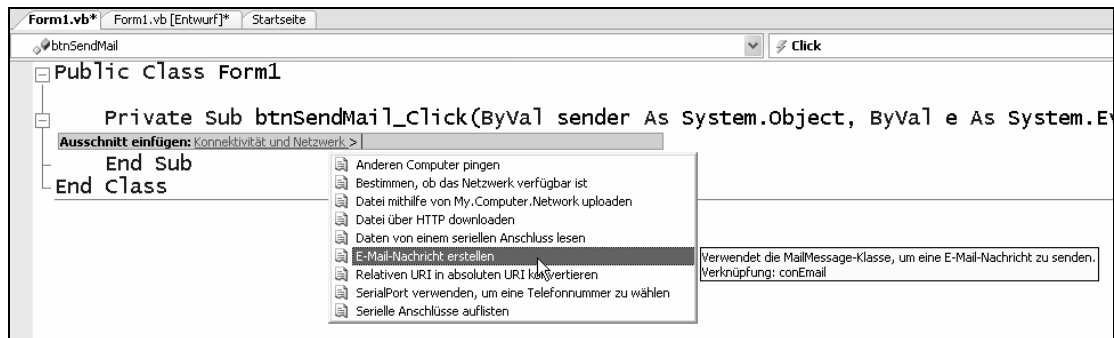 Form1.vb* Form1.vb [Entwurf]* Startseite
btnSendMail Click
Public Class Form1
Private Sub btnSendMail_Click(ByVal sender As System.Object, ByVal e As System.Ev
Ausschnitt einfügen: Konnektivität und Netzwerk >
End Sub
End Class
Anderen Computer pingen
Bestimmen, ob das Netzwerk verfügbar ist
Datei mithilfe von My.Computer.Network uploaden
Datei über HTTP downloaden
Daten von einem seriellen Anschluss lesen
E-Mail-Nachricht erstellen
Relativen URI in absoluten URI konvertieren
SerialPort verwenden, um eine Telefonnummer zu wählen
Serielle Anschlüsse auflisten
Verwendet die MailMessage-Klasse, um eine E-Mail-Nachricht zu senden.
Verknüpfung: conEmail